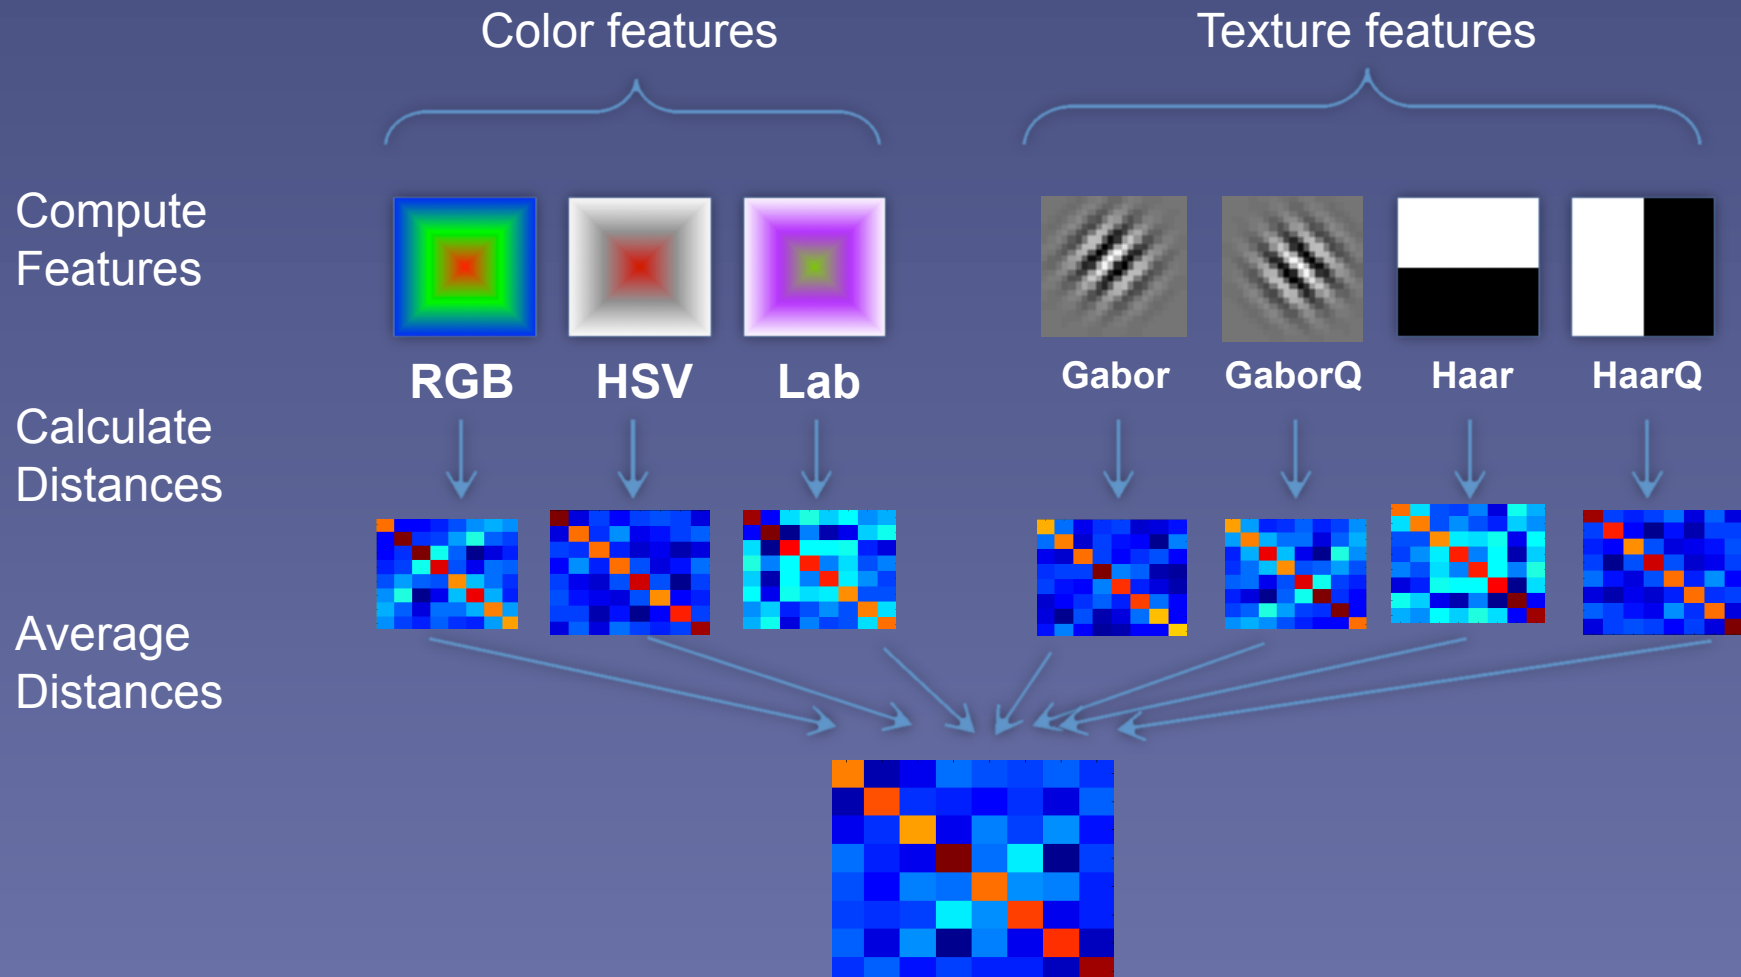 Color features
Texture features
Compute
Features
RGB
HSV
Lab
Gabor
GaborQ
Haar
HaarQ
Calculate
Distances
Average
Distances